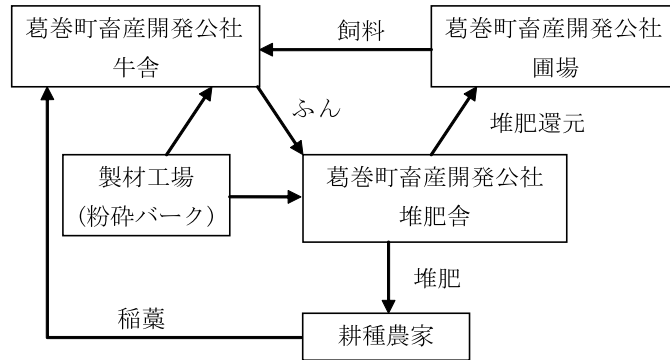 葛巻町畜産開発公社
牛舎
飼料
葛巻町畜産開発公社
圃場
ふん
堆肥還元
製材工場
(粉砕バーク)
葛巻町畜産開発公社
堆肥舎
堆肥
稲藁
耕種農家